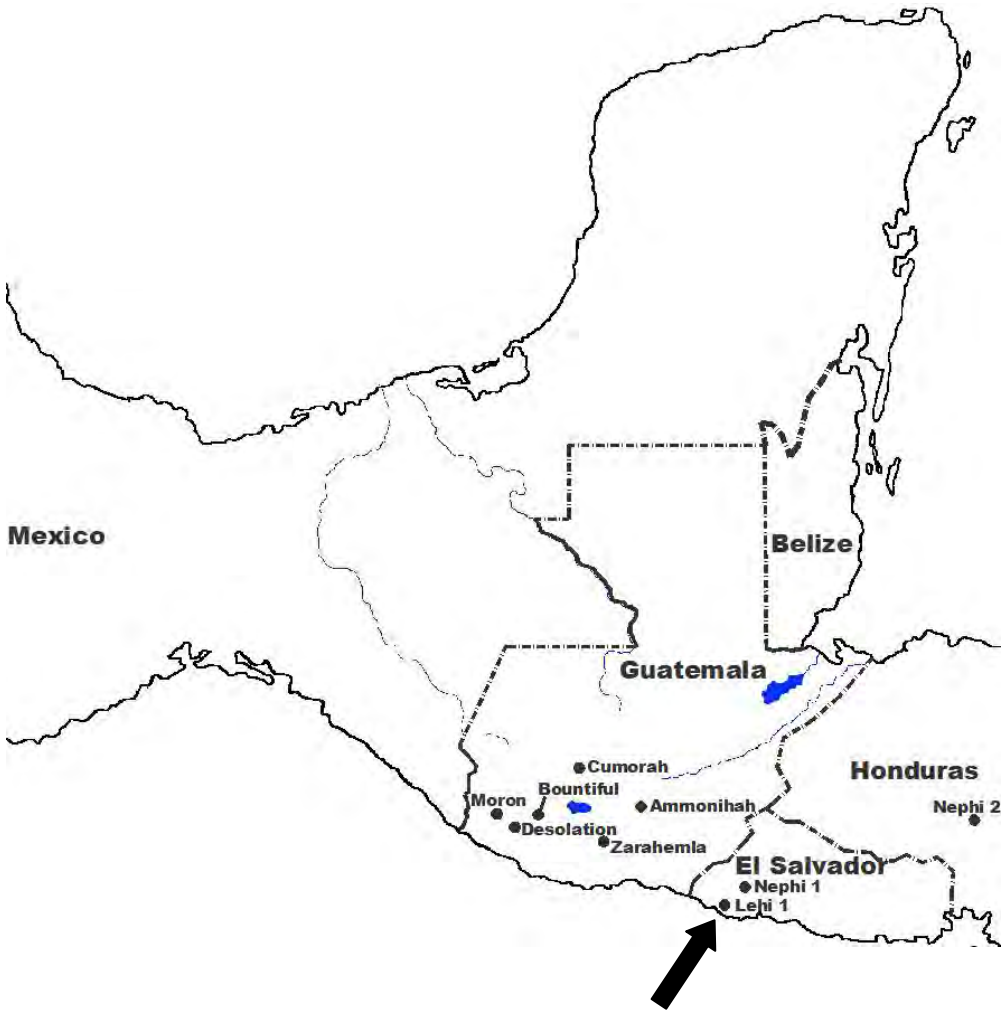 Mexico
Belize
Guatemala
Cumorah
Honduras
Bountiful
Moron
Ammonihah
Nephi 2
Desolation
Zarahemla
El Salvador
Nephi 1
Lehi 1